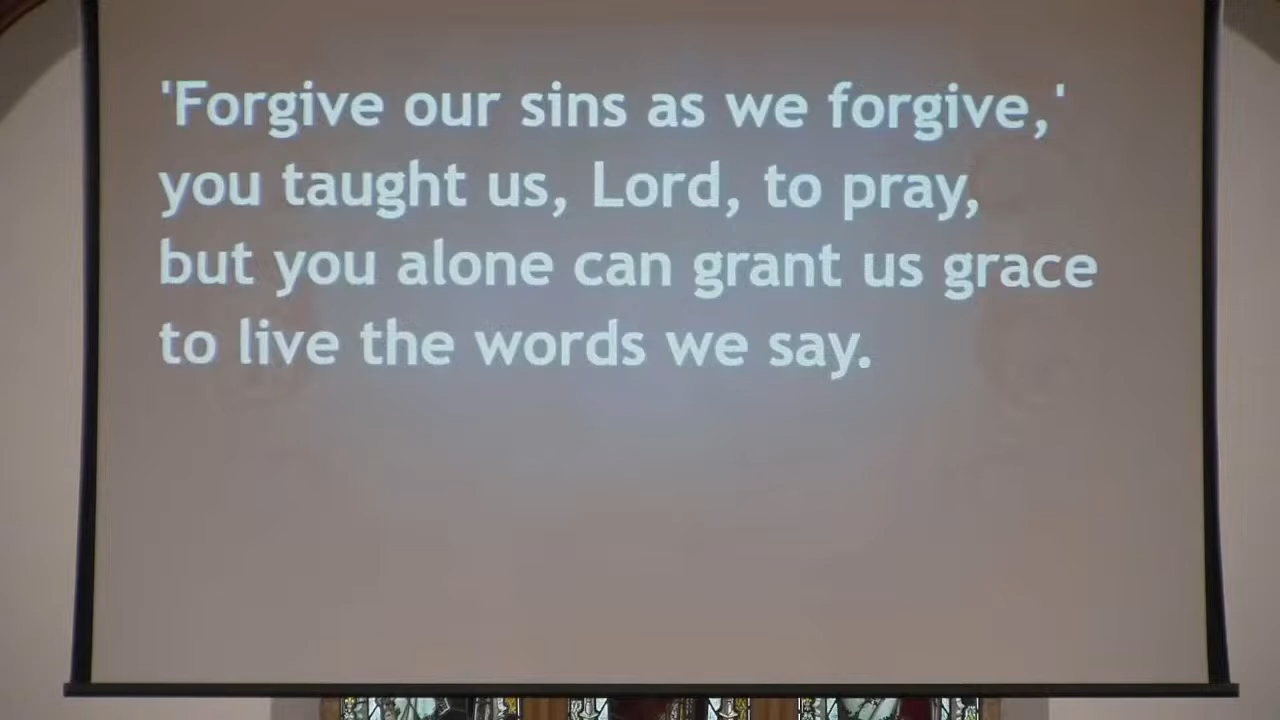 'Forgive our sins as we forgive,'
you taught us, Lord, to pray,
but you alone can grant us grace
to live the words we say.